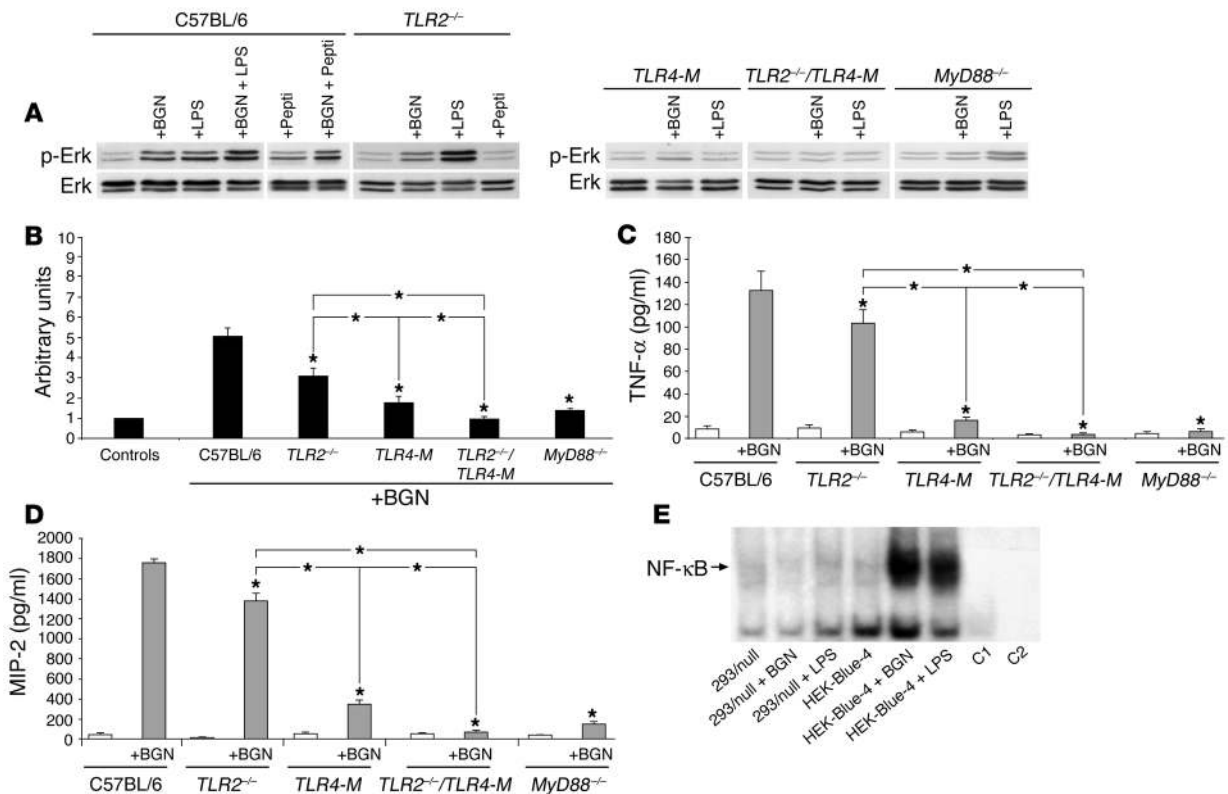 C57BL/6 TLR2⁻/⁻
+BGN +LPS +BGN + LPS +Pepti +BGN + Pepti +BGN +LPS +Pepti
TLR4-M TLR2⁻/⁻/TLR4-M MyD88⁻/⁻
+BGN +LPS +BGN +LPS +BGN +LPS
A
p-Erk p-Erk
Erk Erk
B
Arbitrary units
10
9
8
7
6
5
4
3
2
1
0
* * *
* * * *
Controls C57BL/6 TLR2⁻/⁻ TLR4-M TLR2⁻/⁻/ MyD88⁻/⁻
TLR4-M
+BGN
C
TNF-α (pg/ml)
180
160
140
120
100
80
60
40
20
0
* * *
* * * *
+BGN +BGN +BGN +BGN +BGN
C57BL/6 TLR2⁻/⁻ TLR4-M TLR2⁻/⁻/TLR4-M MyD88⁻/⁻
D
MIP-2 (pg/ml)
2000
1800
1600
1400
1200
1000
800
600
400
200
0
* * *
* * * *
+BGN +BGN +BGN +BGN +BGN
C57BL/6 TLR2⁻/⁻ TLR4-M TLR2⁻/⁻/TLR4-M MyD88⁻/⁻
E
NF-κB
293/null
293/null + BGN
293/null + LPS
HEK-Blue-4
HEK-Blue-4 + BGN
HEK-Blue-4 + LPS
C1
C2